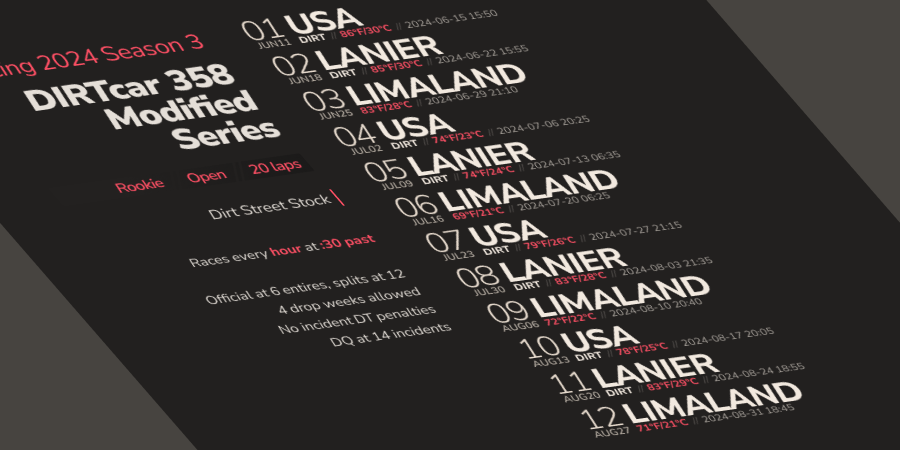 ing 2024 Season 3
DIRTcar 358
Modified
Series
Rookie Open 20 laps
Dirt Street Stock
Races every hour at :30 past
Official at 6 entires, splits at 12
4 drop weeks allowed
No incident DT penalties
DQ at 14 incidents
01 USA
JUN11 DIRT // 86°F/30°C // 2024-06-15 15:50
02 LANIER
JUN18 DIRT // 85°F/30°C // 2024-06-22 15:55
03 LIMALAND
JUN25 83°F/28°C // 2024-06-29 21:10
04 USA
JUL02 DIRT // 74°F/23°C // 2024-07-06 20:25
05 LANIER
JUL09 DIRT // 74°F/24°C // 2024-07-13 06:35
06 LIMALAND
JUL16 69°F/21°C // 2024-07-20 06:25
07 USA
JUL23 DIRT // 79°F/26°C // 2024-07-27 21:15
08 LANIER
JUL30 DIRT // 83°F/28°C // 2024-08-03 21:35
09 LIMALAND
AUG06 72°F/22°C // 2024-08-10 20:40
10 USA
AUG13 DIRT // 78°F/25°C // 2024-08-17 20:05
11 LANIER
AUG20 DIRT // 83°F/29°C // 2024-08-24 18:55
12 LIMALAND
AUG27 71°F/21°C // 2024-08-31 18:45